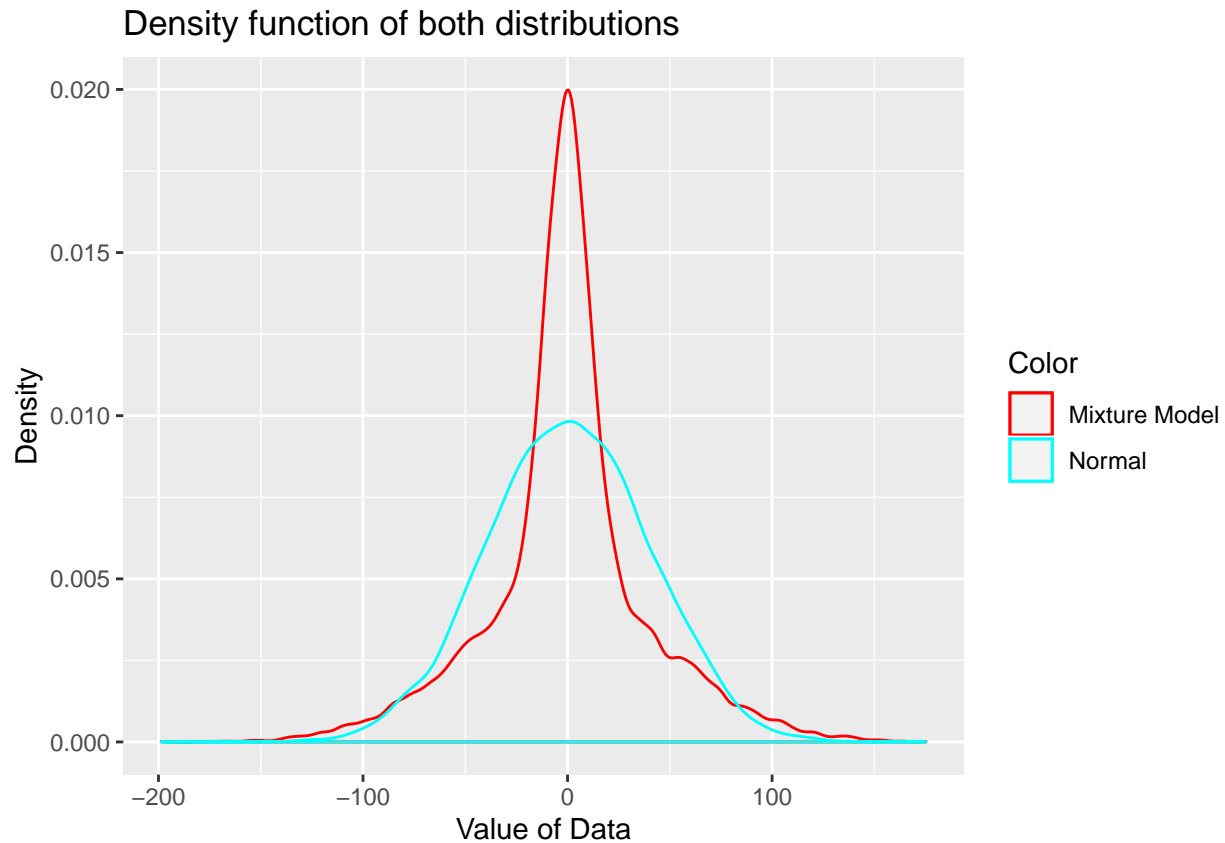 Density function of both distributions
0.020
0.015
0.010
0.005
0.000
Density
−200
−100
0
100
Value of Data
Color
Mixture Model
Normal